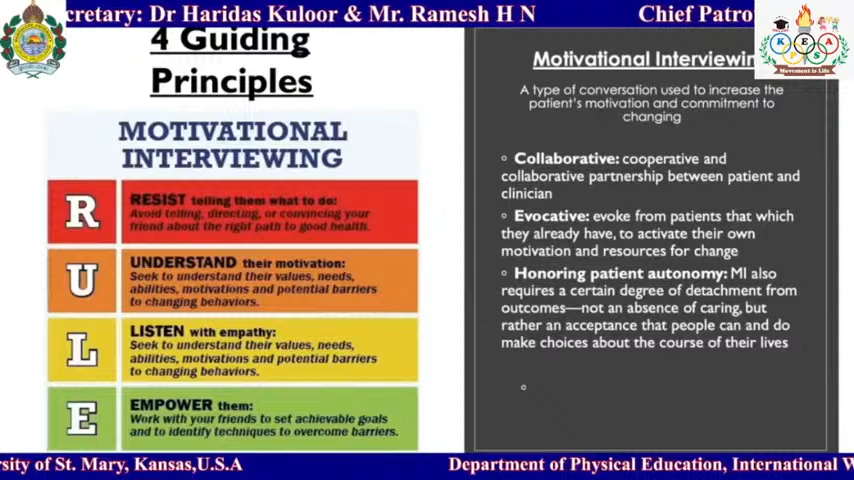 cretary: Dr Haridas Kuloor & Mr. Ramesh H N
Chief Patro
K E A
P S
Movement is Life
4 Guiding
Principles
MOTIVATIONAL
INTERVIEWING
R
RESIST telling them what to do:
Avoid telling, directing, or convincing your
friend about the right path to good health.
U
UNDERSTAND their motivation:
Seek to understand their values, needs,
abilities, motivations and potential barriers
to changing behaviors.
L
LISTEN with empathy:
Seek to understand their values, needs,
abilities, motivations and potential barriers
to changing behaviors.
E
EMPOWER them:
Work with your friends to set achievable goals
and to identify techniques to overcome barriers.
Motivational Interviewin
A type of conversation used to increase the
patient's motivation and commitment to
changing
Collaborative: cooperative and
collaborative partnership between patient and
clinician
Evocative: evoke from patients that which
they already have, to activate their own
motivation and resources for change
Honoring patient autonomy: MI also
requires a certain degree of detachment from
outcomes—not an absence of caring, but
rather an acceptance that people can and do
make choices about the course of their lives
rsity of St. Mary, Kansas,U.S.A
Department of Physical Education, International W